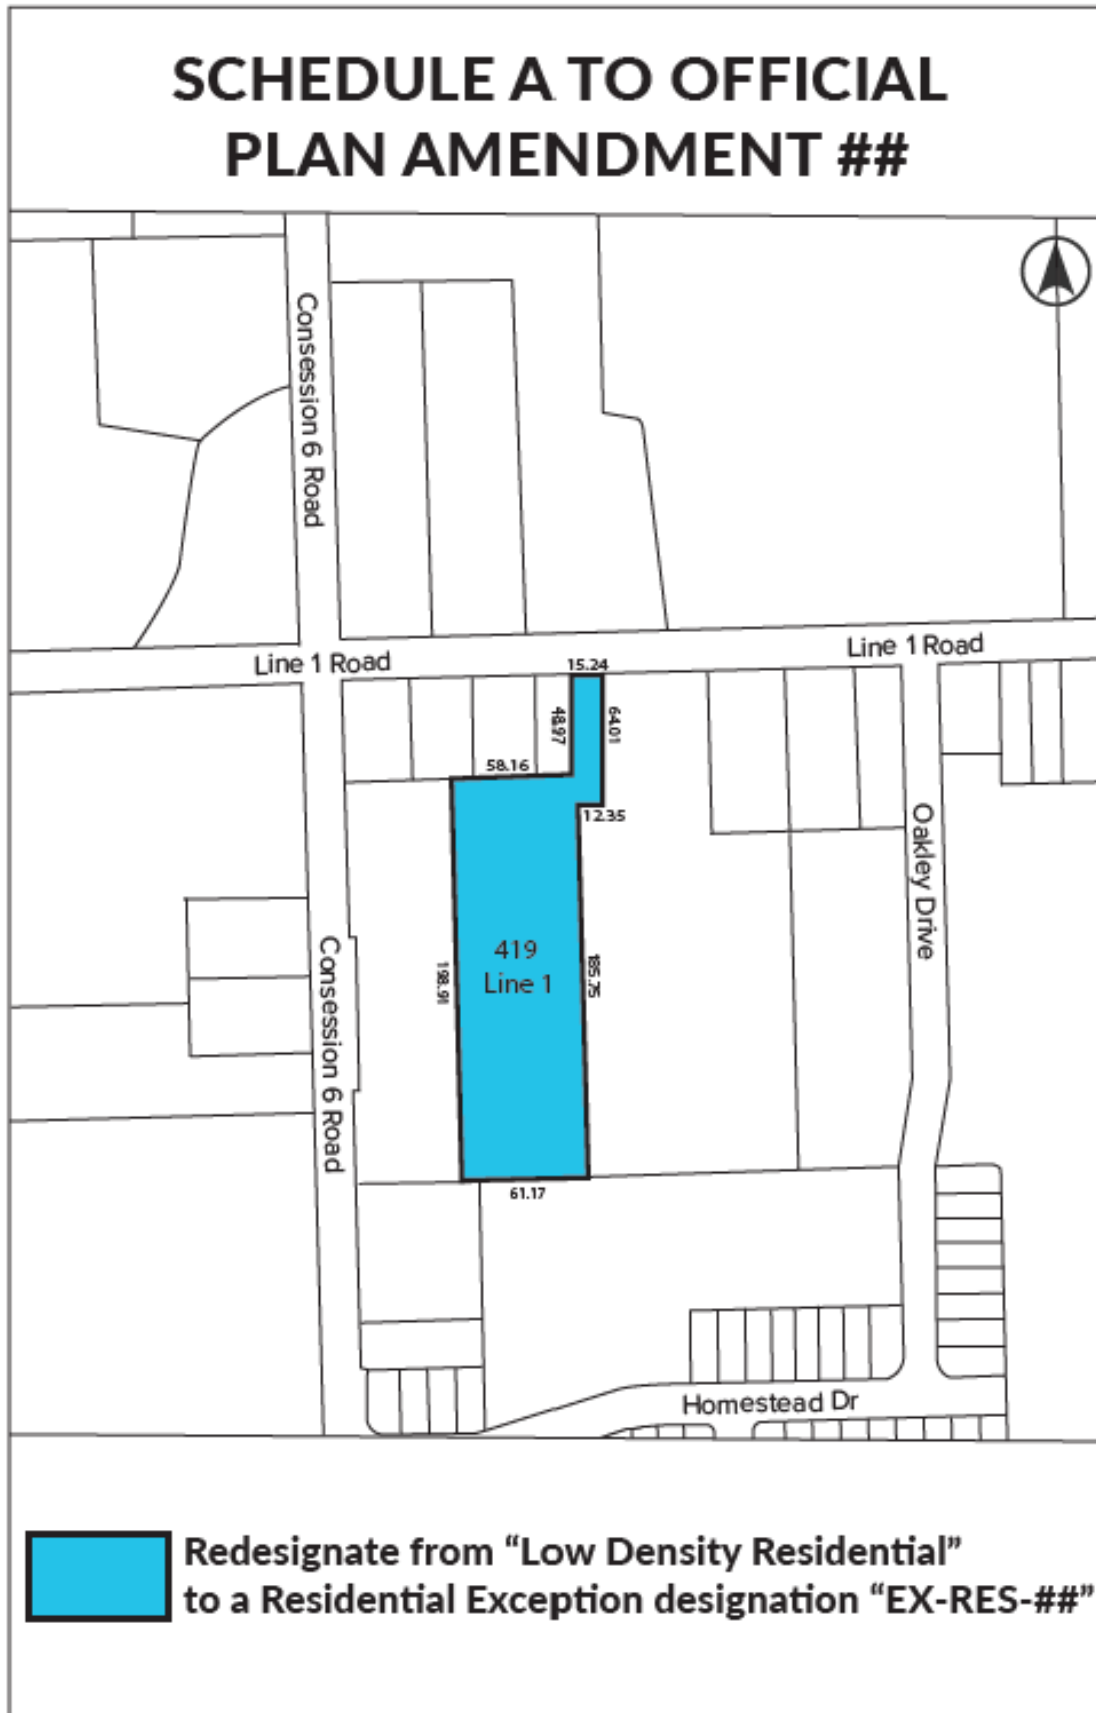 SCHEDULE A TO OFFICIAL
PLAN AMENDMENT ##
Consession 6 Road
Line 1 Road
Line 1 Road
15.24
48.97
64.01
58.16
12.35
Oakley Drive
419
Line 1
198.91
185.75
Consession 6 Road
61.17
Homestead Dr
Redesignate from “Low Density Residential”
to a Residential Exception designation “EX-RES-##”